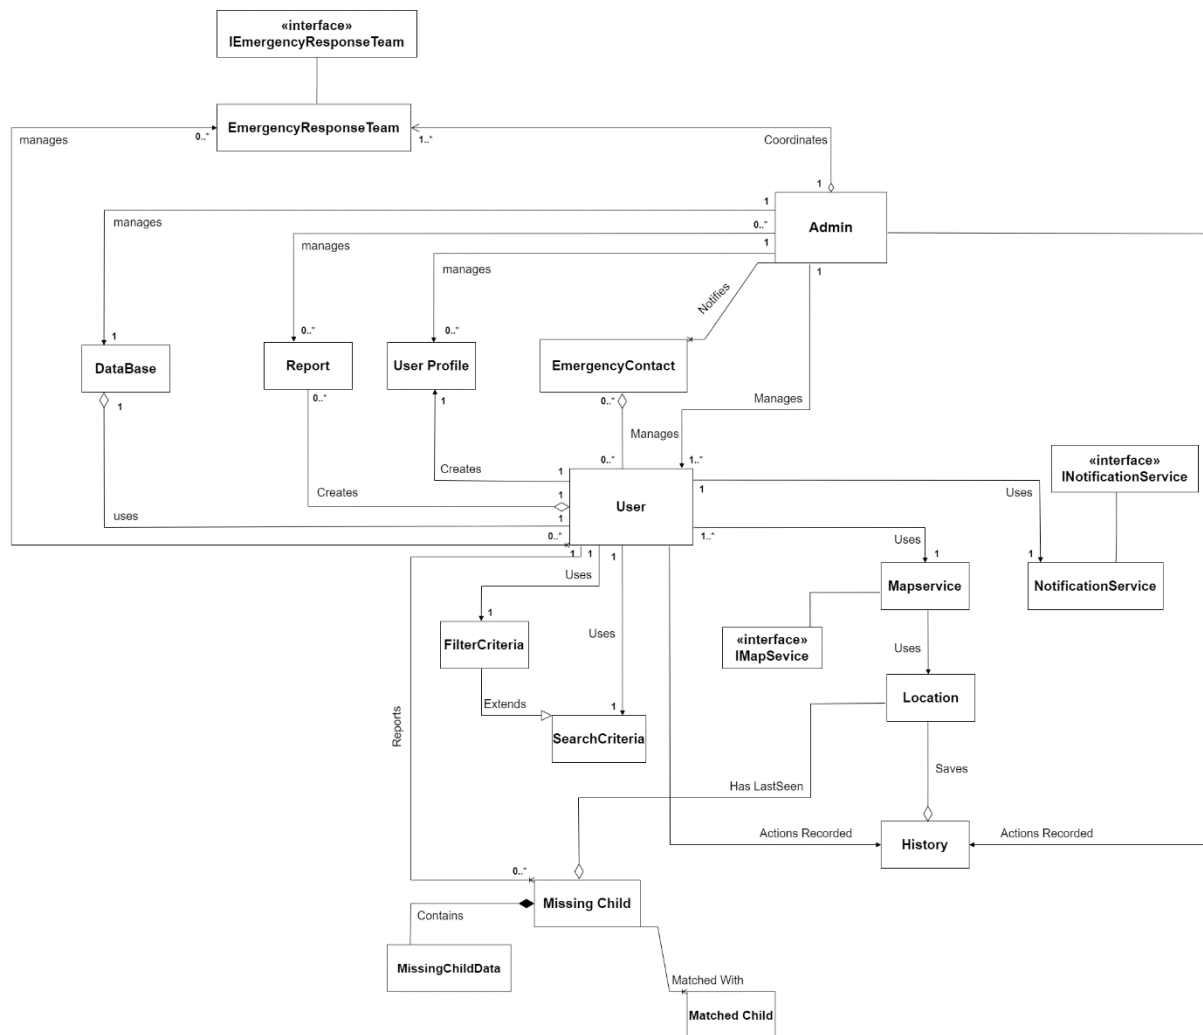 «interface»
IEmergencyResponseTeam
EmergencyResponseTeam
manages
0..*
1..*
Coordinates
1
Admin
1
0..*
1
1
manages
manages
manages
Notifies
1
0..*
0..*
DataBase
Report
User Profile
EmergencyContact
1
0..*
1
0..*
Manages
Manages
0..*
1..*
«interface»
INotificationService
Creates
1
Creates
1
User
1
Uses
uses
1
0..*
1..*
Uses
1
1
1
1
1
Uses
Mapservice
NotificationService
1
Uses
FilterCriteria
«interface»
IMapSevice
Uses
Extends
1
Location
SearchCriteria
Reports
Saves
Has LastSeen
Actions Recorded
History
Actions Recorded
0..*
Missing Child
Contains
MissingChildData
Matched With
Matched Child